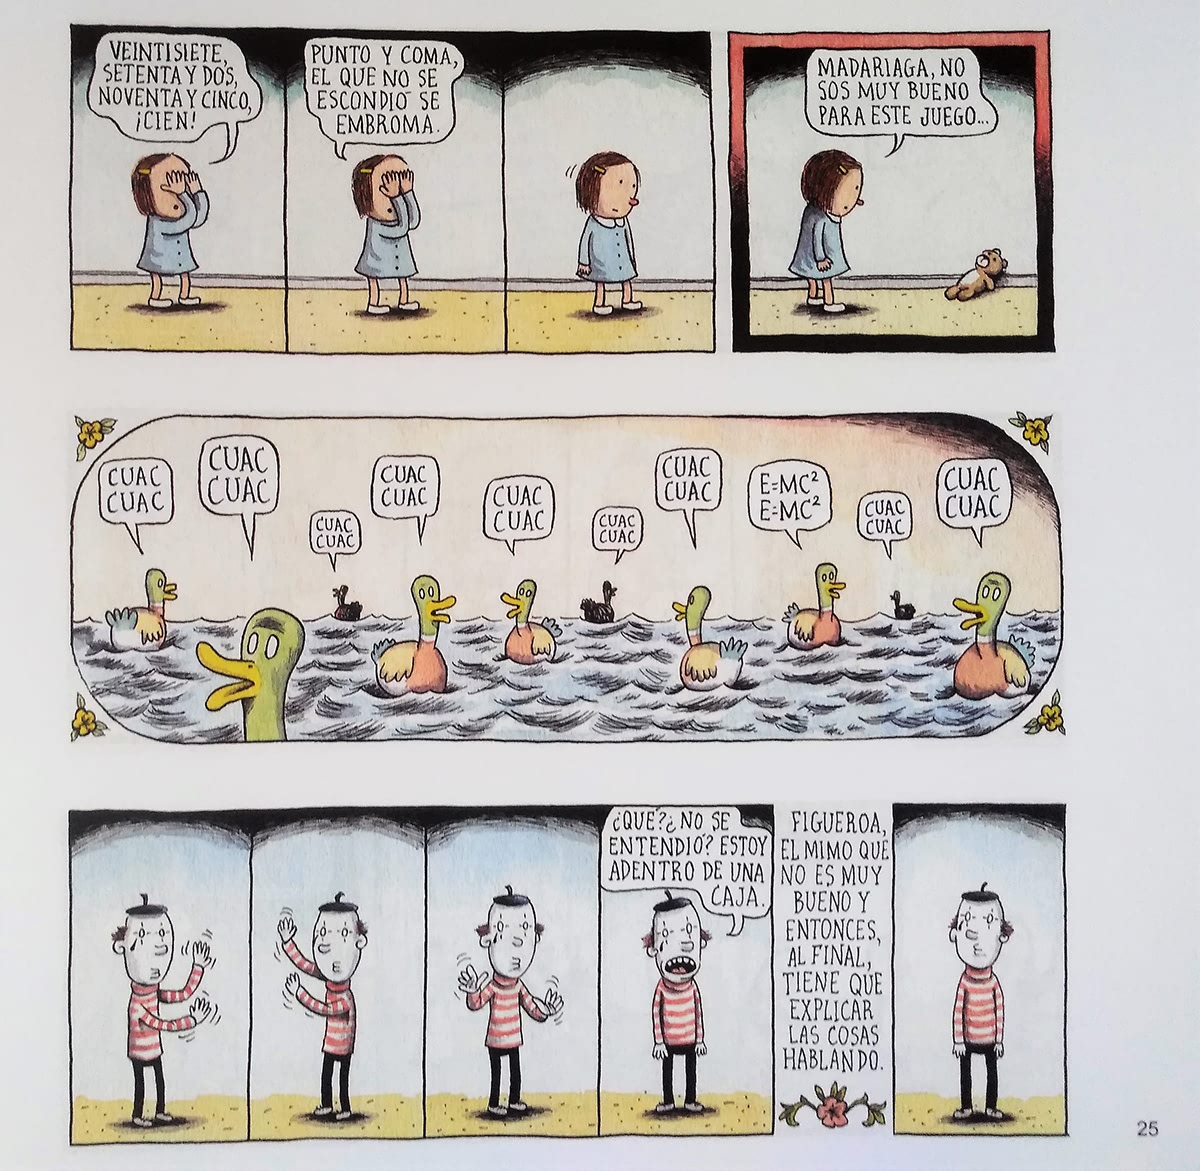 VEINTISIETE,
SETENTA Y DOS,
NOVENTA Y CINCO,
¡CIEN!
PUNTO Y COMA,
EL QUE NO SE
ESCONDIÓ SE
EMBROMA.
MADARIAGA, NO
SOS MUY BUENO
PARA ESTE JUEGO...
CUAC
CUAC
CUAC
CUAC
CUAC
CUAC
CUAC
CUAC
CUAC
CUAC
CUAC
CUAC
CUAC
CUAC
E=MC²
E=MC²
CUAC
CUAC
CUAC
CUAC
¿QUÉ? ¿NO SE
ENTENDIÓ? ESTOY
ADENTRO DE UNA
CAJA.
FIGUEROA,
EL MIMO QUE
NO ES MUY
BUENO Y
ENTONCES,
AL FINAL,
TIENE QUE
EXPLICAR
LAS COSAS
HABLANDO.
25